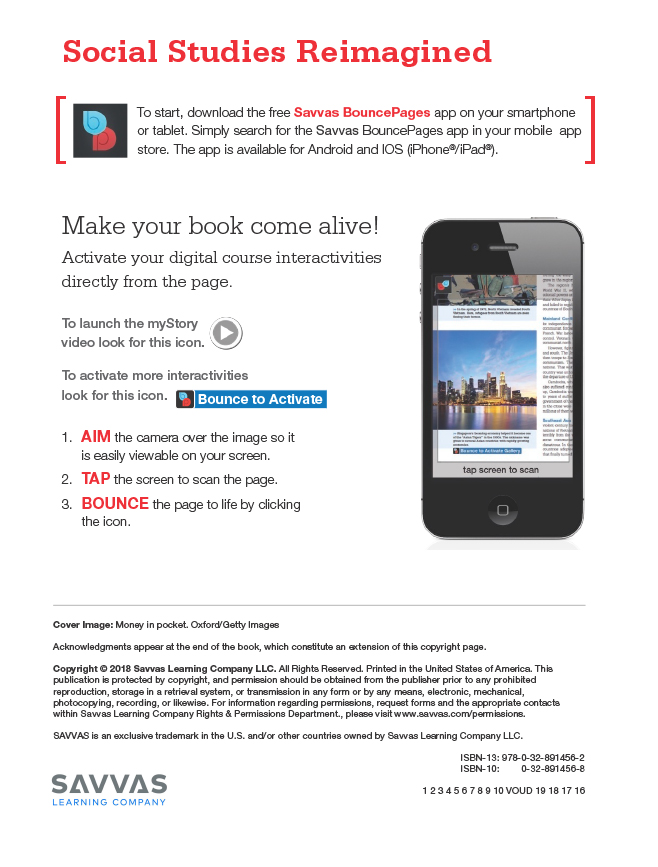 Social Studies Reimagined
To start, download the free Savvas BouncePages app on your smartphone
or tablet. Simply search for the Savvas BouncePages app in your mobile app
store. The app is available for Android and IOS (iPhone®/iPad®).
Make your book come alive!
Activate your digital course interactivities
directly from the page.
To launch the myStory
video look for this icon.
To activate more interactivities
look for this icon. Bounce to Activate
1. AIM the camera over the image so it
is easily viewable on your screen.
2. TAP the screen to scan the page.
3. BOUNCE the page to life by clicking
the icon.
Bounce to Activate Gallery
tap screen to scan
Cover Image: Money in pocket. Oxford/Getty Images
Acknowledgments appear at the end of the book, which constitute an extension of this copyright page.
Copyright © 2018 Savvas Learning Company LLC. All Rights Reserved. Printed in the United States of America. This
publication is protected by copyright, and permission should be obtained from the publisher prior to any prohibited
reproduction, storage in a retrieval system, or transmission in any form or by any means, electronic, mechanical,
photocopying, recording, or likewise. For information regarding permissions, request forms and the appropriate contacts
within Savvas Learning Company Rights & Permissions Department., please visit www.savvas.com/permissions.
SAVVAS is an exclusive trademark in the U.S. and/or other countries owned by Savvas Learning Company LLC.
ISBN-13: 978-0-32-891456-2
ISBN-10: 0-32-891456-8
SAVVAS
LEARNING COMPANY
1 2 3 4 5 6 7 8 9 10 VOUD 19 18 17 16